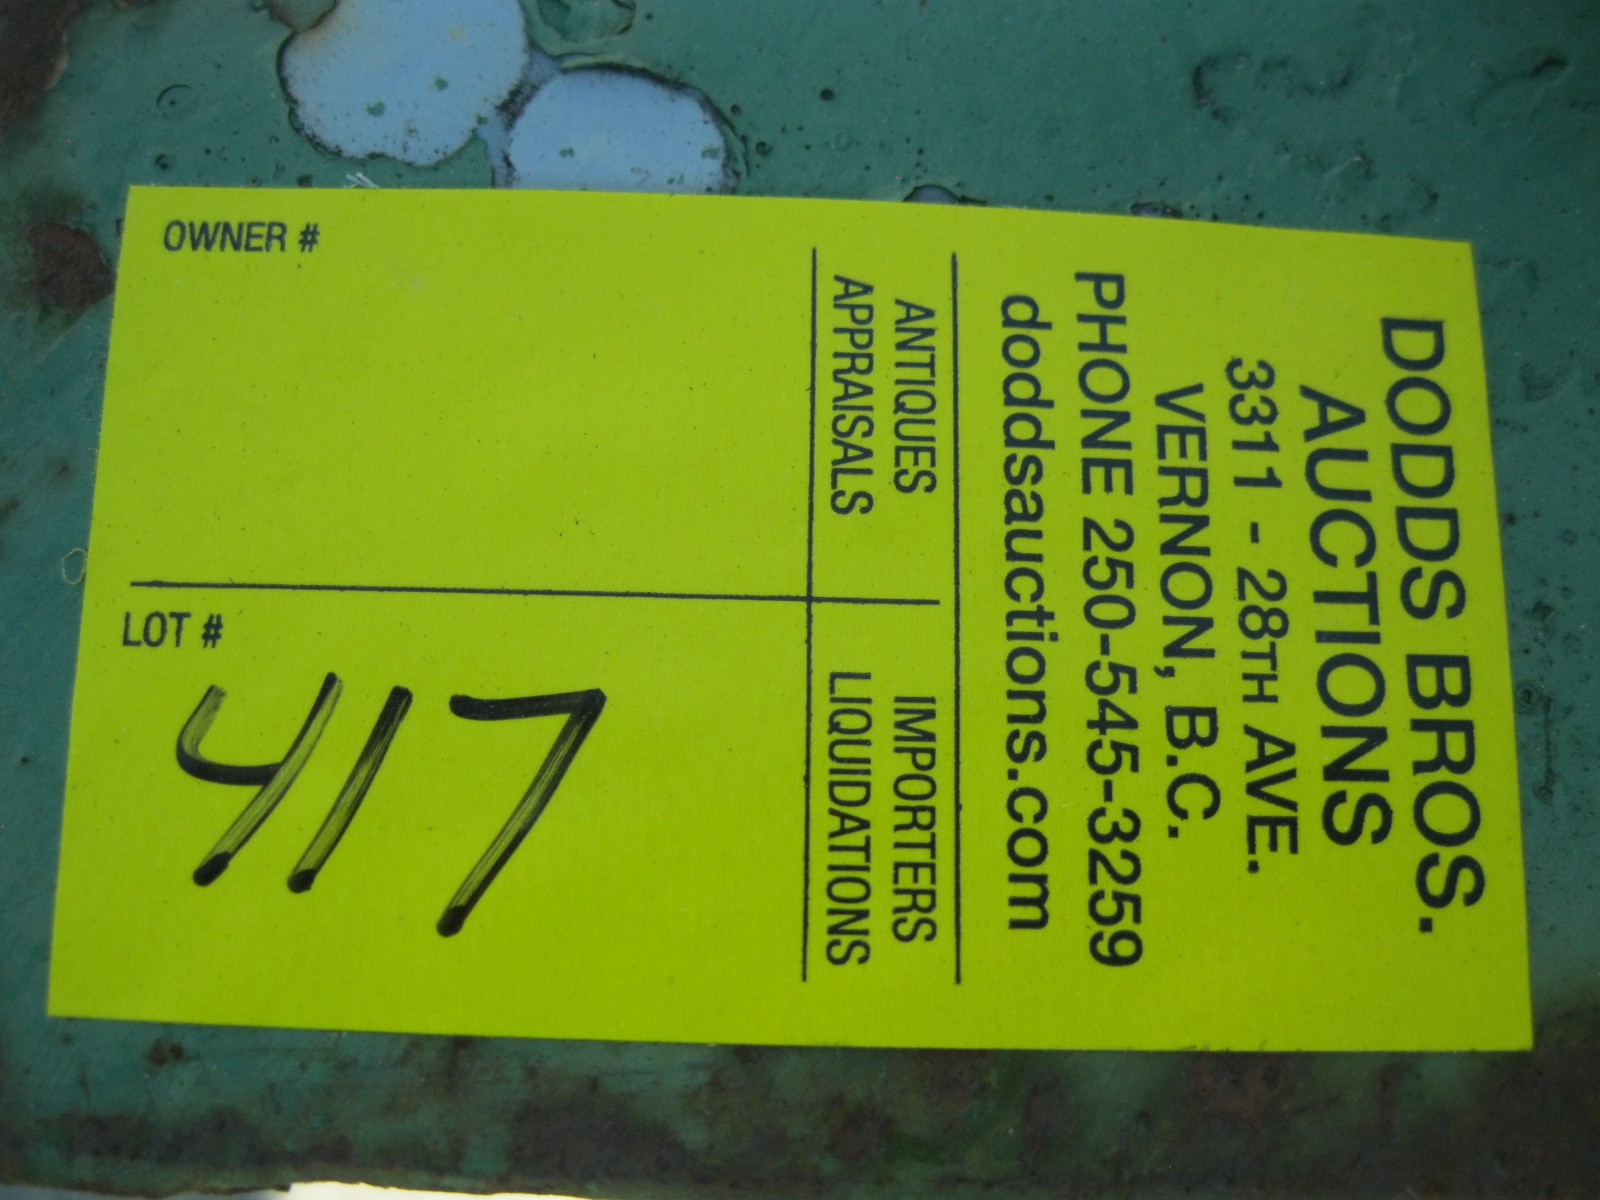 DODDS BROS.
AUCTIONS
3311 - 28TH AVE.
VERNON, B.C.
PHONE 250-545-3259
doddsauctions.com
ANTIQUES
APPRAISALS
IMPORTERS
LIQUIDATIONS
OWNER #
LOT #
417